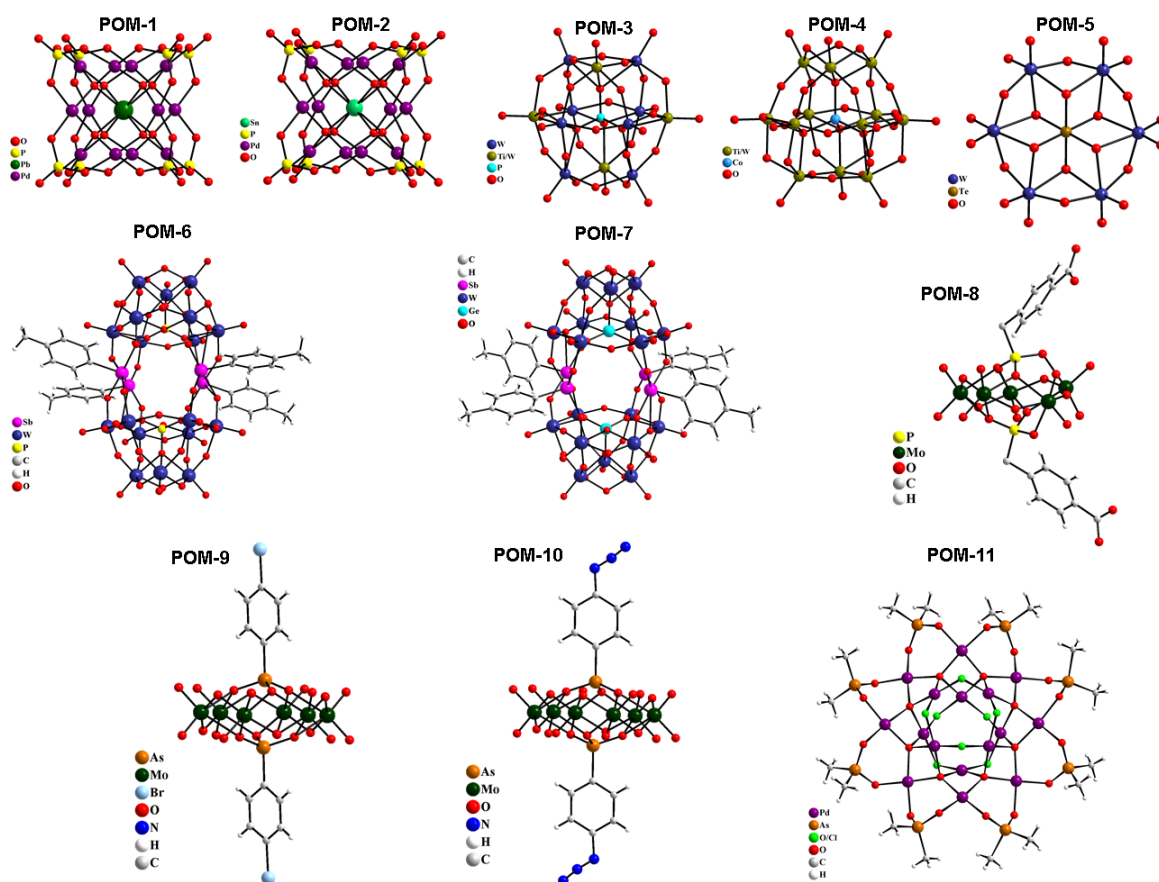 POM-1
POM-2
POM-3
POM-4
POM-5
O
P
Pb
Pd
Sn
P
Pd
O
W
Ti/W
P
O
Ti/W
Co
O
W
Te
O
POM-6
POM-7
POM-8
Sb
W
P
C
H
O
C
H
Sb
W
Ge
O
P
Mo
O
C
H
POM-9
POM-10
POM-11
As
Mo
Br
O
N
H
C
As
Mo
O
N
H
C
Pd
As
O/Cl
O
C
H